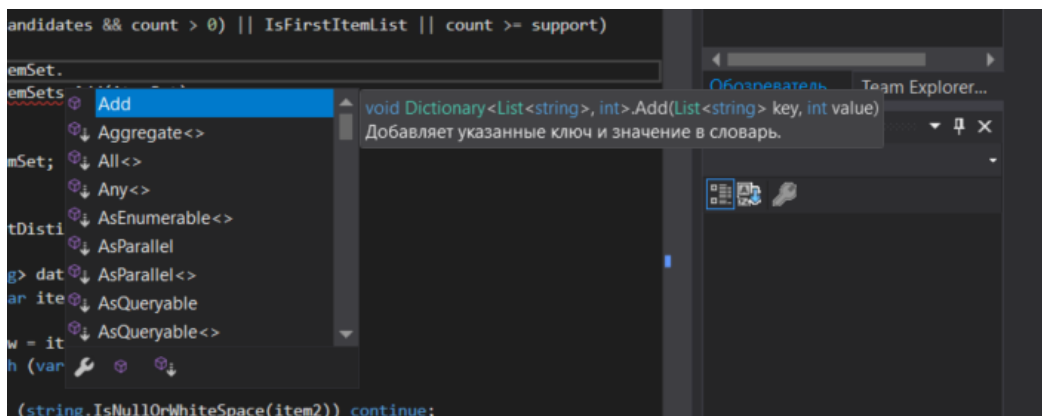 andidates && count > 0) || IsFirstItemList || count >= support)
emSet.
emSets
Add
Aggregate<>
All<>
Any<>
AsEnumerable<>
AsParallel
AsParallel<>
AsQueryable
AsQueryable<>
void Dictionary<List<string>, int>.Add(List<string> key, int value)
Добавляет указанные ключ и значение в словарь.
mSet;
tDisti
g> dat
ar ite
w = it
h (var
(string.IsNullOrWhiteSpace(item2)) continue;
Обозреватель
Team Explorer...